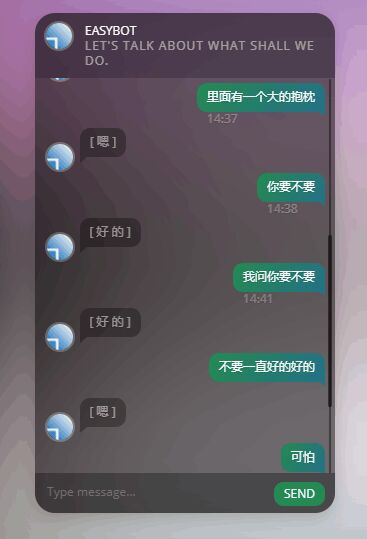 EASYBOT
LET'S TALK ABOUT WHAT SHALL WE
DO.
里面有一个大的抱枕
14:37
[ 嗯 ]
你要不要
14:38
[ 好 的 ]
我问你要不要
14:41
[ 好 的 ]
不要一直好的好的
[ 嗯 ]
可怕
Type message...
SEND